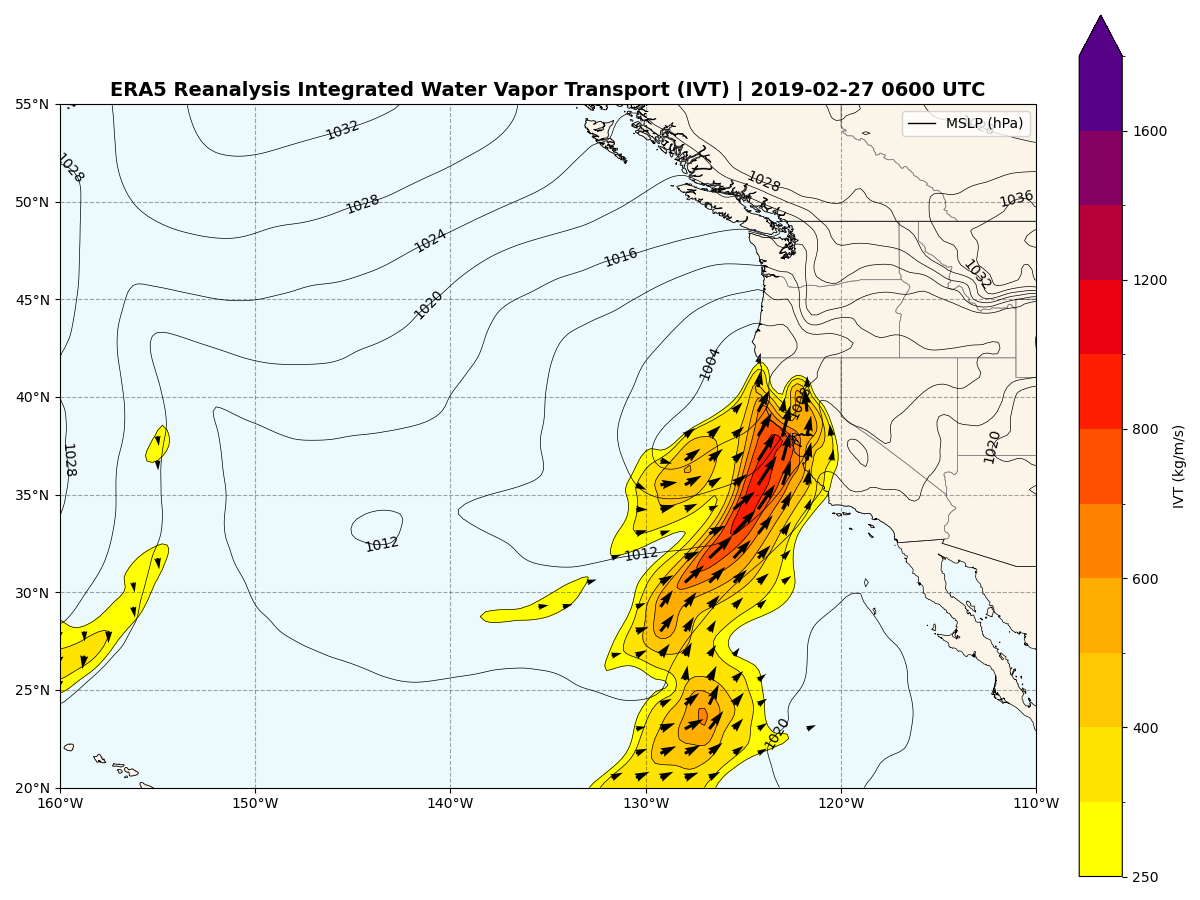 ERA5 Reanalysis Integrated Water Vapor Transport (IVT) | 2019-02-27 0600 UTC
MSLP (hPa)
55°N
50°N
45°N
40°N
35°N
30°N
25°N
20°N
160°W
150°W
140°W
130°W
120°W
110°W
1032
1028
1028
1028
1036
1024
1016
1032
1020
1004
1008
1028
1020
1012
1012
1020
1600
1200
800
600
400
250
IVT (kg/m/s)